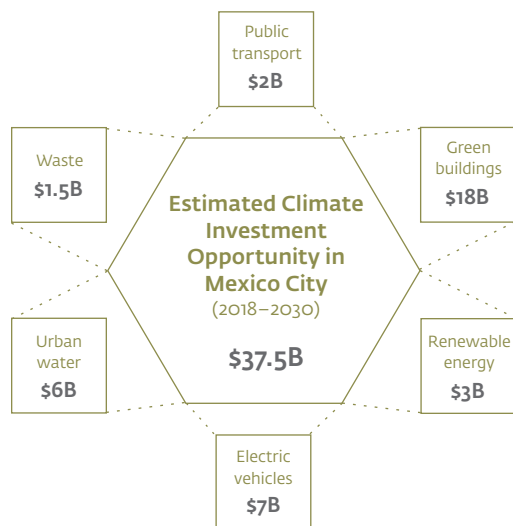 Public
transport
$2B
Waste
$1.5B
Green
buildings
$18B
Estimated Climate
Investment
Opportunity in
Mexico City
(2018–2030)
$37.5B
Urban
water
$6B
Renewable
energy
$3B
Electric
vehicles
$7B